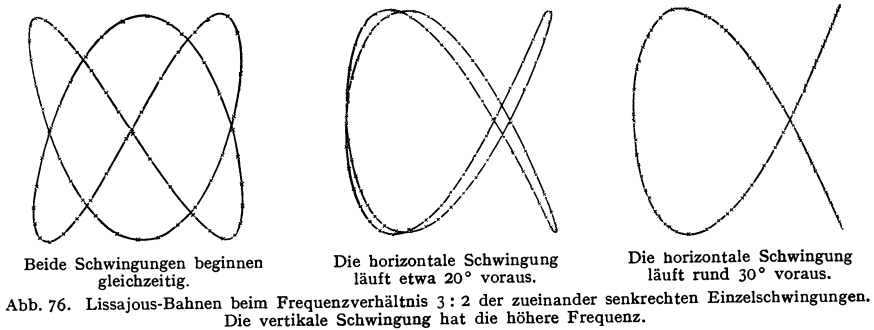 Beide Schwingungen beginnen
gleichzeitig.
Die horizontale Schwingung
läuft etwa 20° voraus.
Die horizontale Schwingung
läuft rund 30° voraus.
Abb. 76. Lissajous-Bahnen beim Frequenzverhältnis 3 : 2 der zueinander senkrechten Einzelschwingungen.
Die vertikale Schwingung hat die höhere Frequenz.